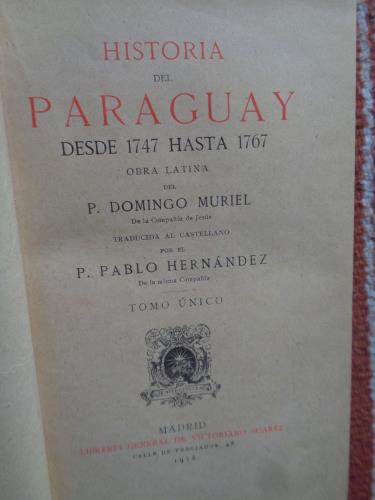 HISTORIA
DEL
PARAGUAY
DESDE 1747 HASTA 1767
OBRA LATINA
DEL
P. DOMINGO MURIEL
De la Compañía de Jesús
TRADUCIDA AL CASTELLANO
POR EL
P. PABLO HERNÁNDEZ
De la misma Compañía
TOMO ÚNICO
MADRID
LIBRERÍA GENERAL DE VICTORIANO SUÁREZ
CALLE DE PRECIADOS, 48
1918